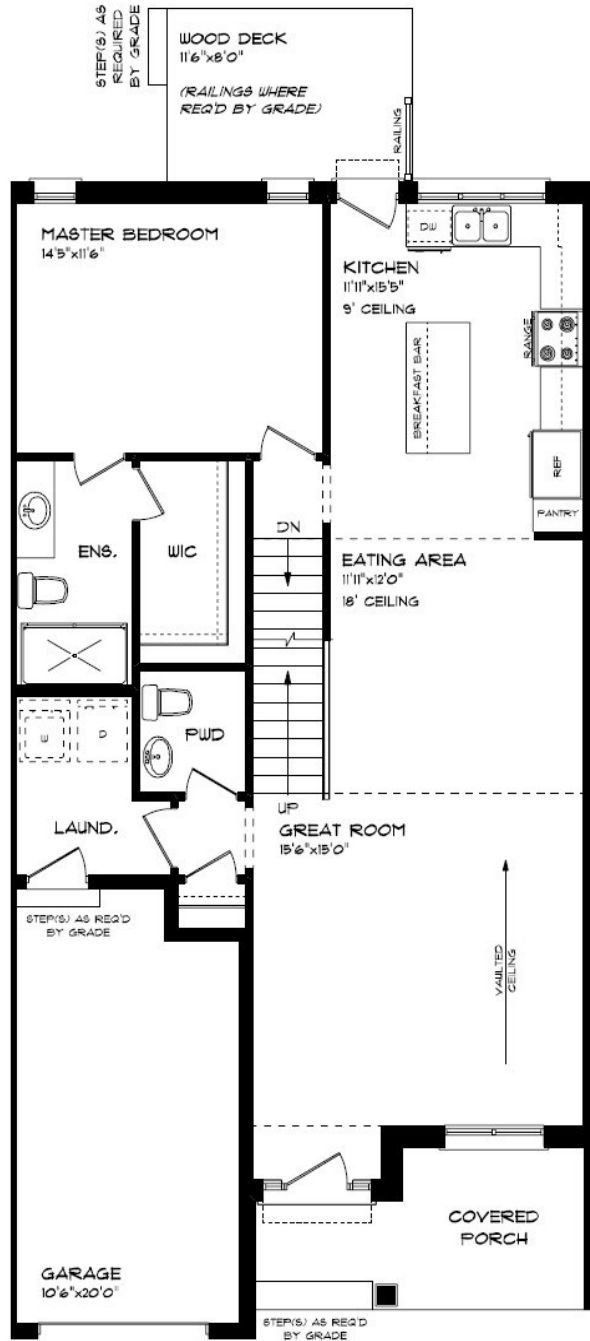 STEP(S) AS
REQUIRED
BY GRADE
WOOD DECK
11'6"x8'0"
(RAILINGS WHERE
REQ'D BY GRADE)
RAILING
MASTER BEDROOM
14'5"x11'6"
DW
KITCHEN
11'11"x15'5"
9' CEILING
RANGE
BREAKFAST BAR
REF
PANTRY
ENS.
WIC
DN
EATING AREA
11'11"x12'0"
18' CEILING
W
D
PWD
LAUND.
UP
GREAT ROOM
15'6"x15'0"
STEP(S) AS REQ'D
BY GRADE
VAULTED
CEILING
COVERED
PORCH
GARAGE
10'6"x20'0"
STEP(S) AS REQ'D
BY GRADE